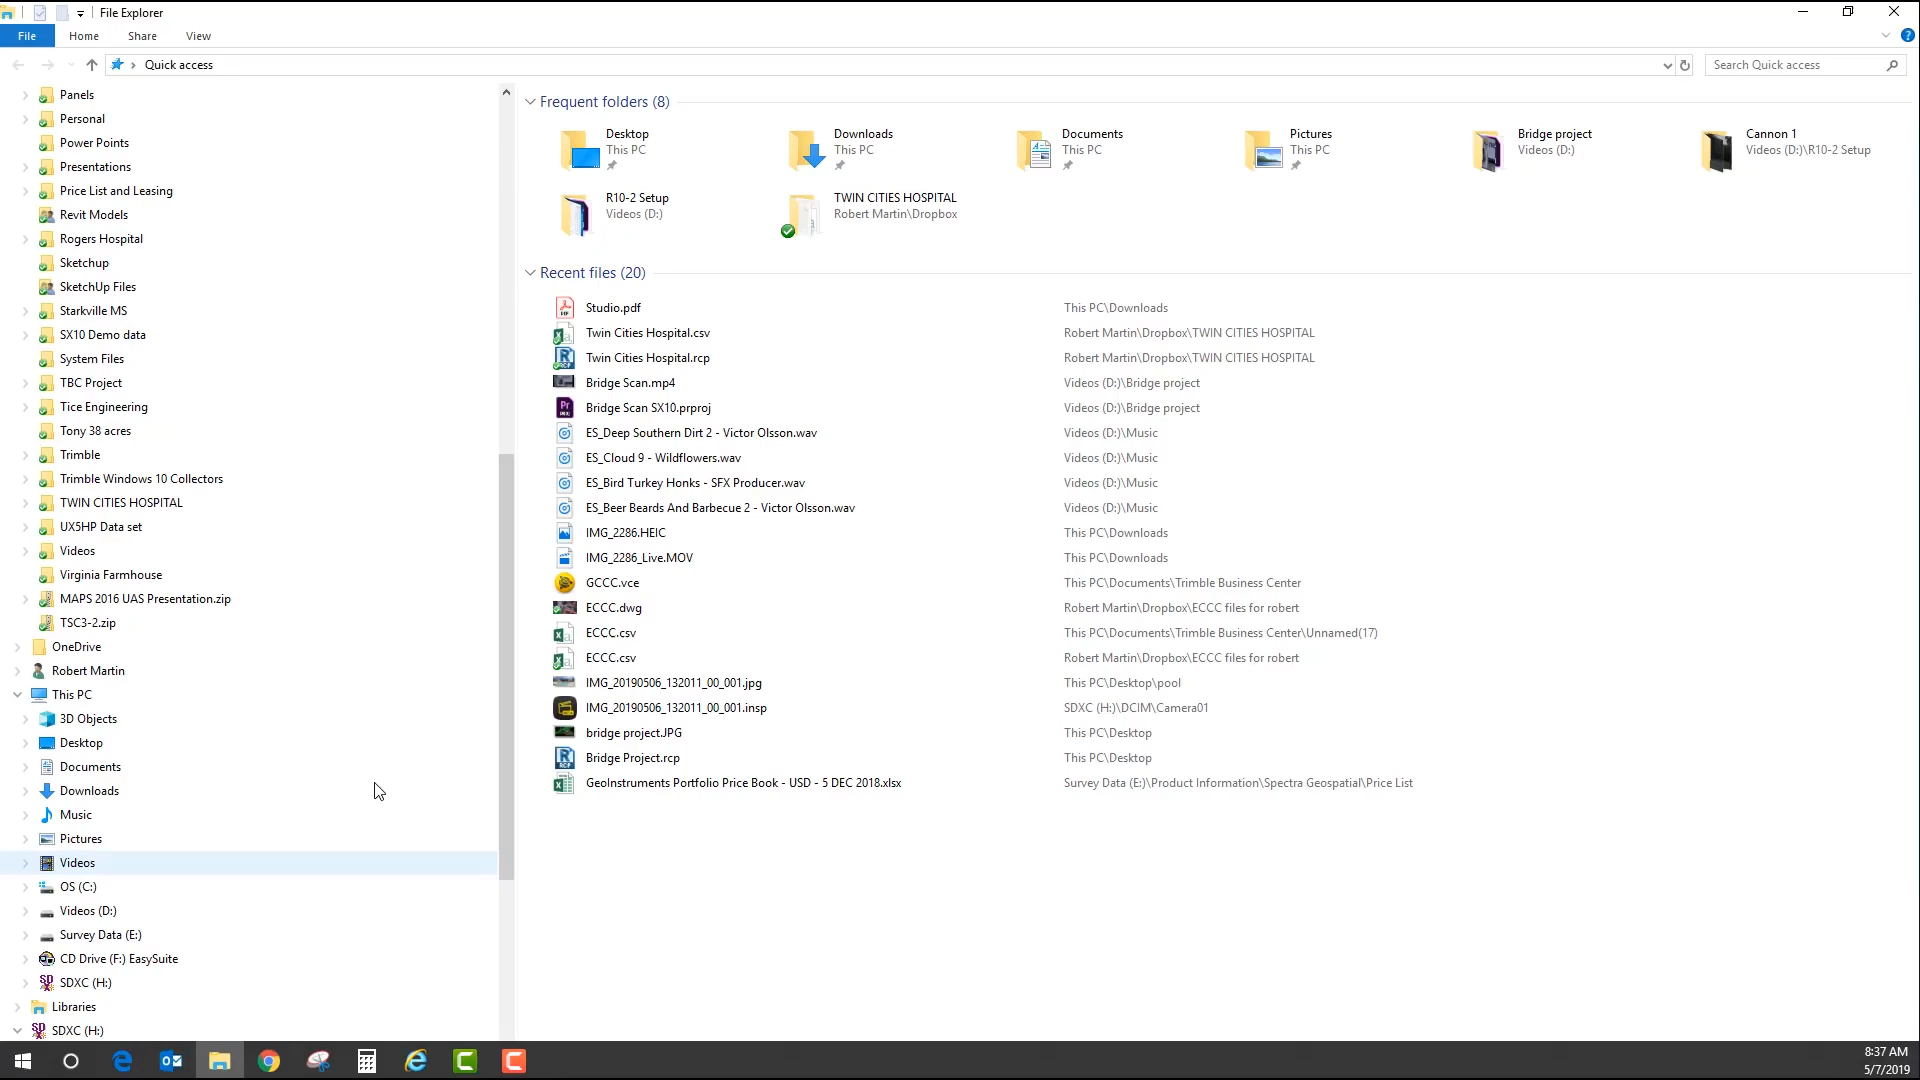 File Explorer
File Home Share View
Quick access
Search Quick access
Panels
Personal
Power Points
Presentations
Price List and Leasing
Revit Models
Rogers Hospital
Sketchup
SketchUp Files
Starkville MS
SX10 Demo data
System Files
TBC Project
Tice Engineering
Tony 38 acres
Trimble
Trimble Windows 10 Collectors
TWIN CITIES HOSPITAL
UX5HP Data set
Videos
Virginia Farmhouse
MAPS 2016 UAS Presentation.zip
TSC3-2.zip
OneDrive
Robert Martin
This PC
3D Objects
Desktop
Documents
Downloads
Music
Pictures
Videos
OS (C:)
Videos (D:)
Survey Data (E:)
CD Drive (F:) EasySuite
SDXC (H:)
Libraries
SDXC (H:)
Frequent folders (8)
Desktop
This PC
Downloads
This PC
Documents
This PC
Pictures
This PC
Bridge project
Videos (D:)
Cannon 1
Videos (D:)\R10-2 Setup
R10-2 Setup
Videos (D:)
TWIN CITIES HOSPITAL
Robert Martin\Dropbox
Recent files (20)
Studio.pdf This PC\Downloads
Twin Cities Hospital.csv Robert Martin\Dropbox\TWIN CITIES HOSPITAL
Twin Cities Hospital.rcp Robert Martin\Dropbox\TWIN CITIES HOSPITAL
Bridge Scan.mp4 Videos (D:)\Bridge project
Bridge Scan SX10.prproj Videos (D:)\Bridge project
ES_Deep Southern Dirt 2 - Victor Olsson.wav Videos (D:)\Music
ES_Cloud 9 - Wildflowers.wav Videos (D:)\Music
ES_Bird Turkey Honks - SFX Producer.wav Videos (D:)\Music
ES_Beer Beards And Barbecue 2 - Victor Olsson.wav Videos (D:)\Music
IMG_2286.HEIC This PC\Downloads
IMG_2286_Live.MOV This PC\Downloads
GCCC.vce This PC\Documents\Trimble Business Center
ECCC.dwg Robert Martin\Dropbox\ECCC files for robert
ECCC.csv This PC\Documents\Trimble Business Center\Unnamed(17)
ECCC.csv Robert Martin\Dropbox\ECCC files for robert
IMG_20190506_132011_00_001.jpg This PC\Desktop\pool
IMG_20190506_132011_00_001.insp SDXC (H:)\DCIM\Camera01
bridge project.JPG This PC\Desktop
Bridge Project.rcp This PC\Desktop
GeoInstruments Portfolio Price Book - USD - 5 DEC 2018.xlsx Survey Data (E:)\Product Information\Spectra Geospatial\Price List
8:37 AM
5/7/2019